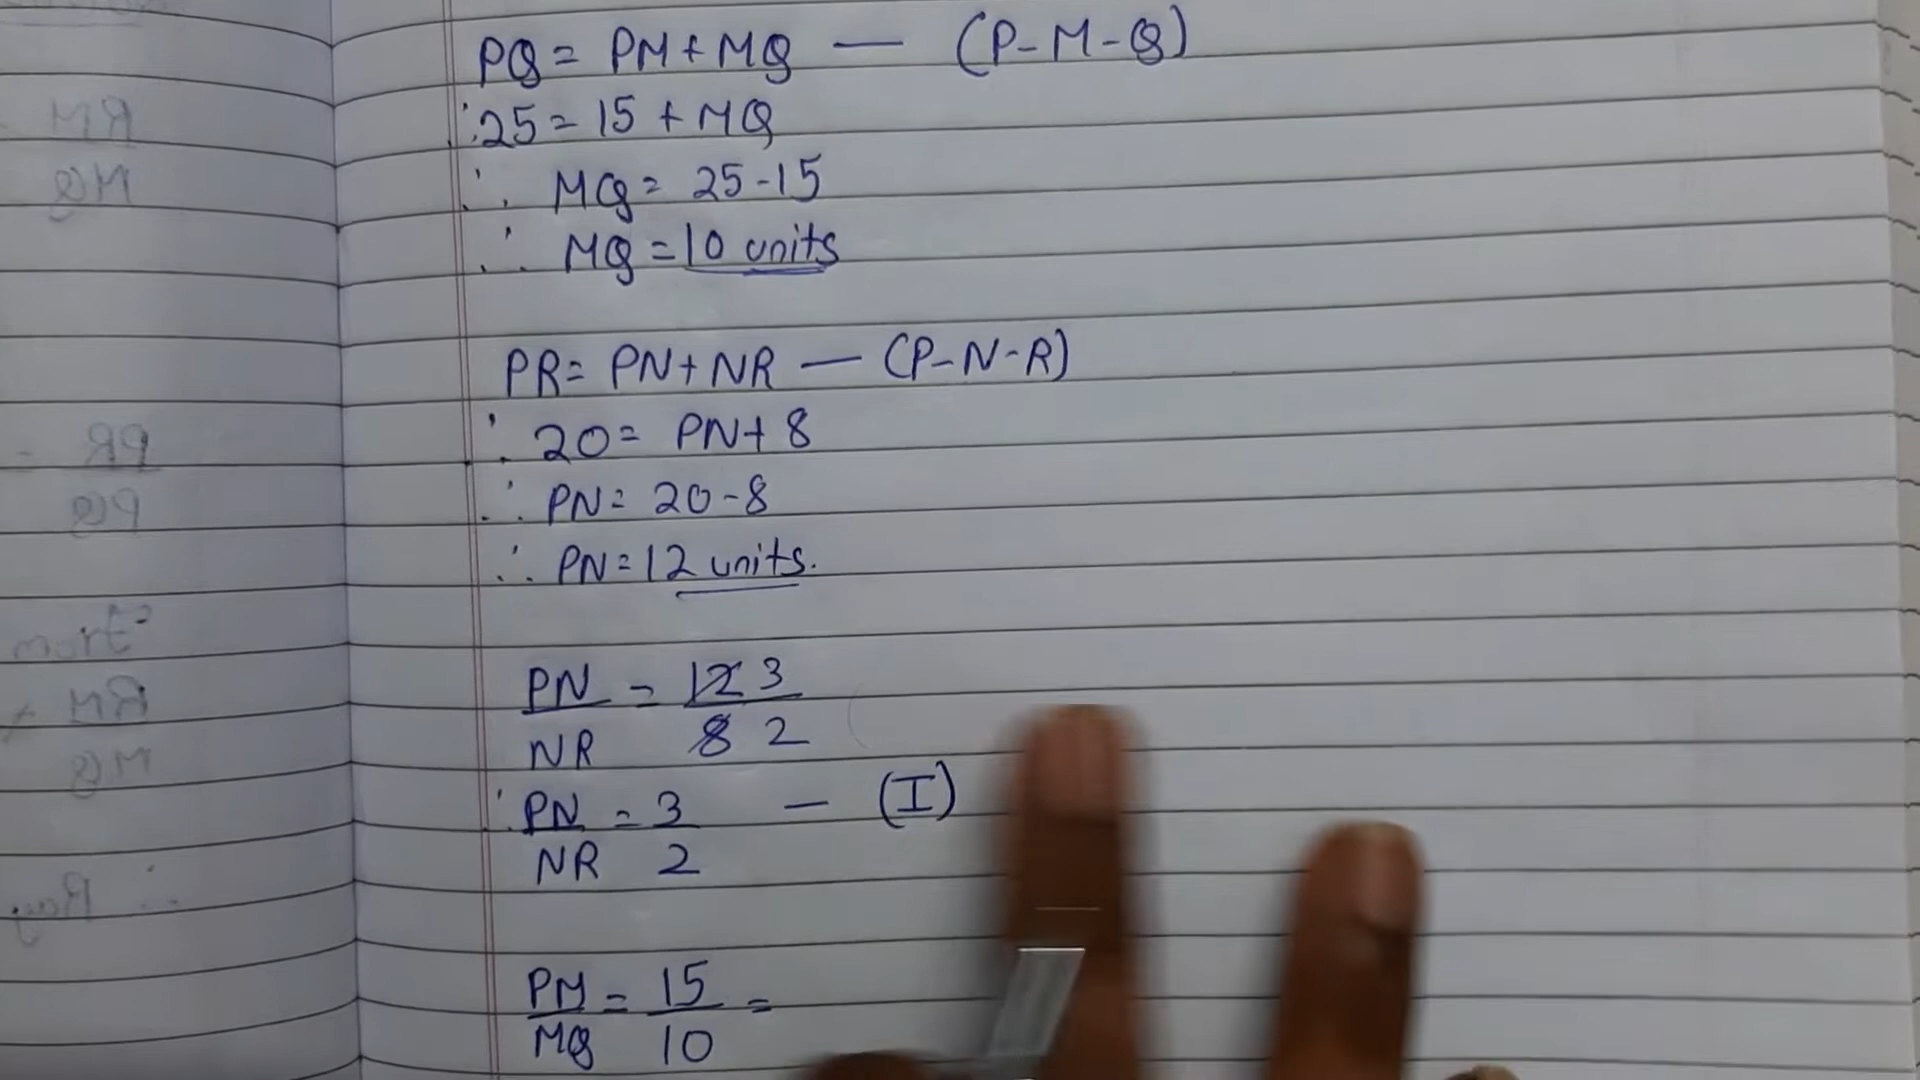 PQ = PM + MQ — (P-M-Q)
∴ 25 = 15 + MQ
∴ MQ = 25-15
∴ MQ = 10 units
PR = PN + NR — (P-N-R)
∴ 20 = PN + 8
∴ PN = 20-8
∴ PN = 12 units.
PN = 12 3
NR 8 2
∴ PN = 3 — (I)
NR 2
PM = 15 =
MQ 10